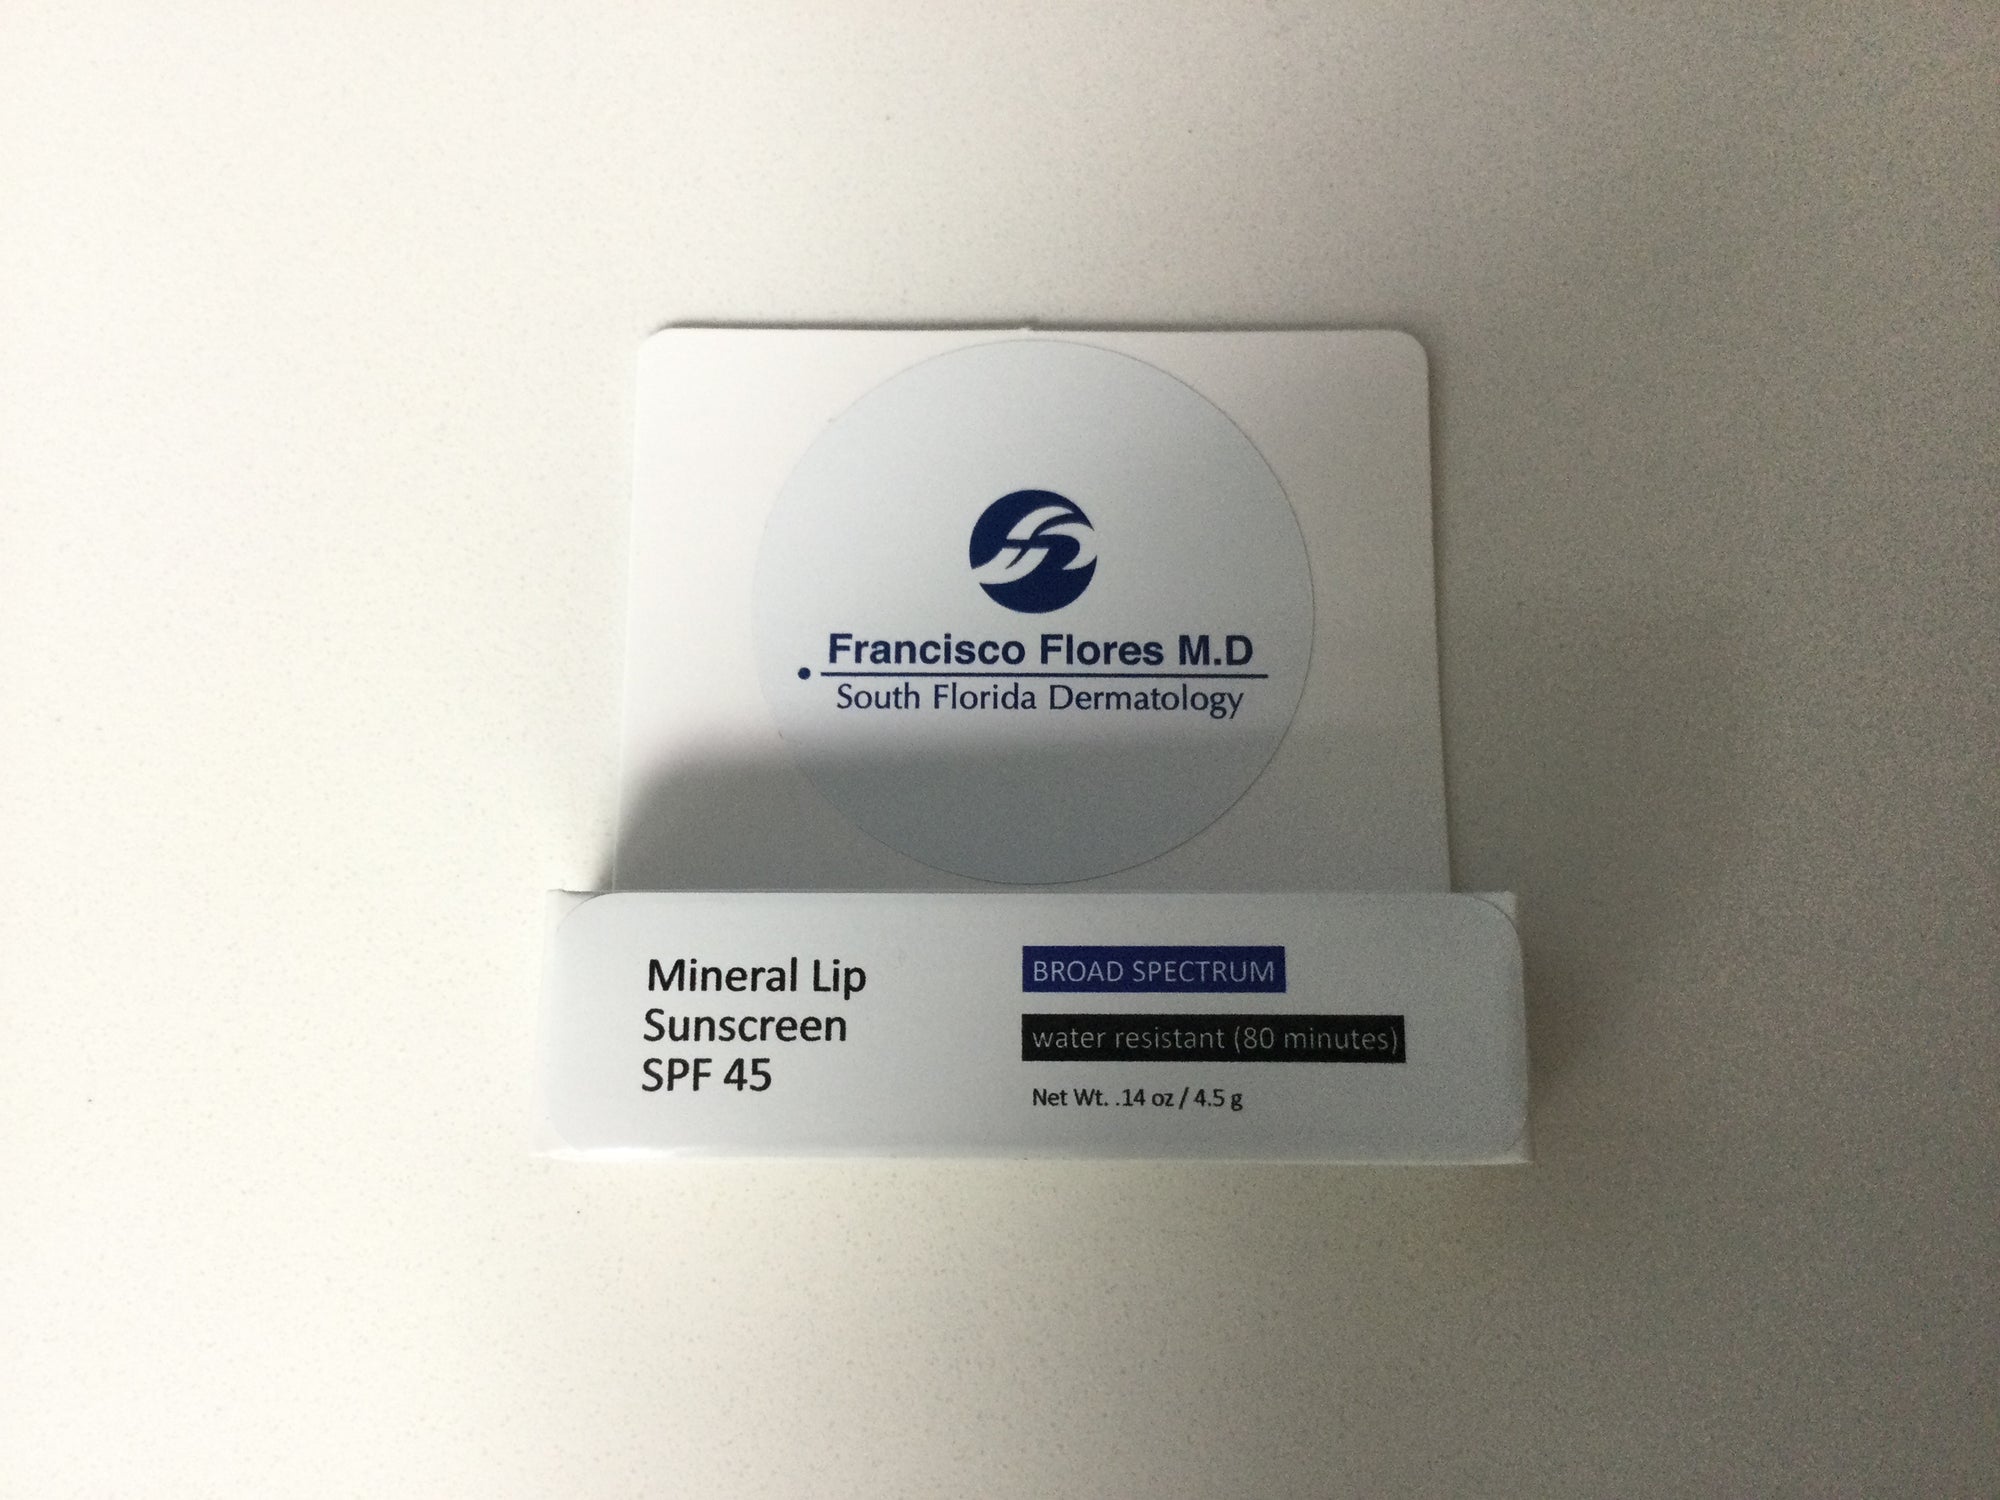 Francisco Flores M.D
South Florida Dermatology
Mineral Lip
Sunscreen
SPF 45
BROAD SPECTRUM
water resistant (80 minutes)
Net Wt. .14 oz / 4.5 g